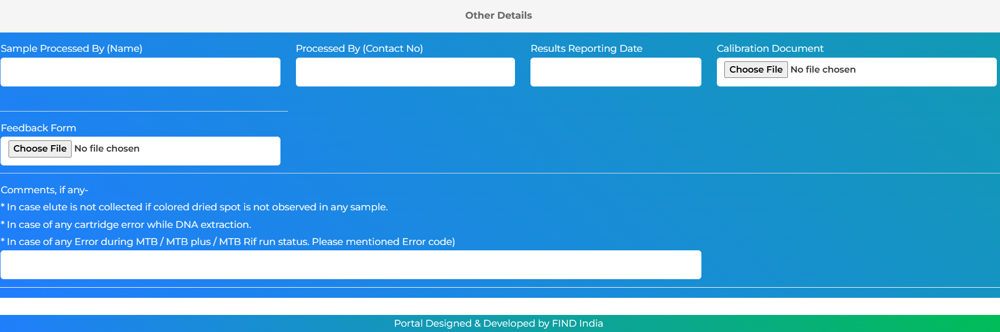 Other Details
Sample Processed By (Name)
Processed By (Contact No)
Results Reporting Date
Calibration Document
Choose File No file chosen
Feedback Form
Choose File No file chosen
Comments, if any-
* In case elute is not collected if colored dried spot is not observed in any sample.
* In case of any cartridge error while DNA extraction.
* In case of any Error during MTB / MTB plus / MTB Rif run status. Please mentioned Error code)
Portal Designed & Developed by FIND India